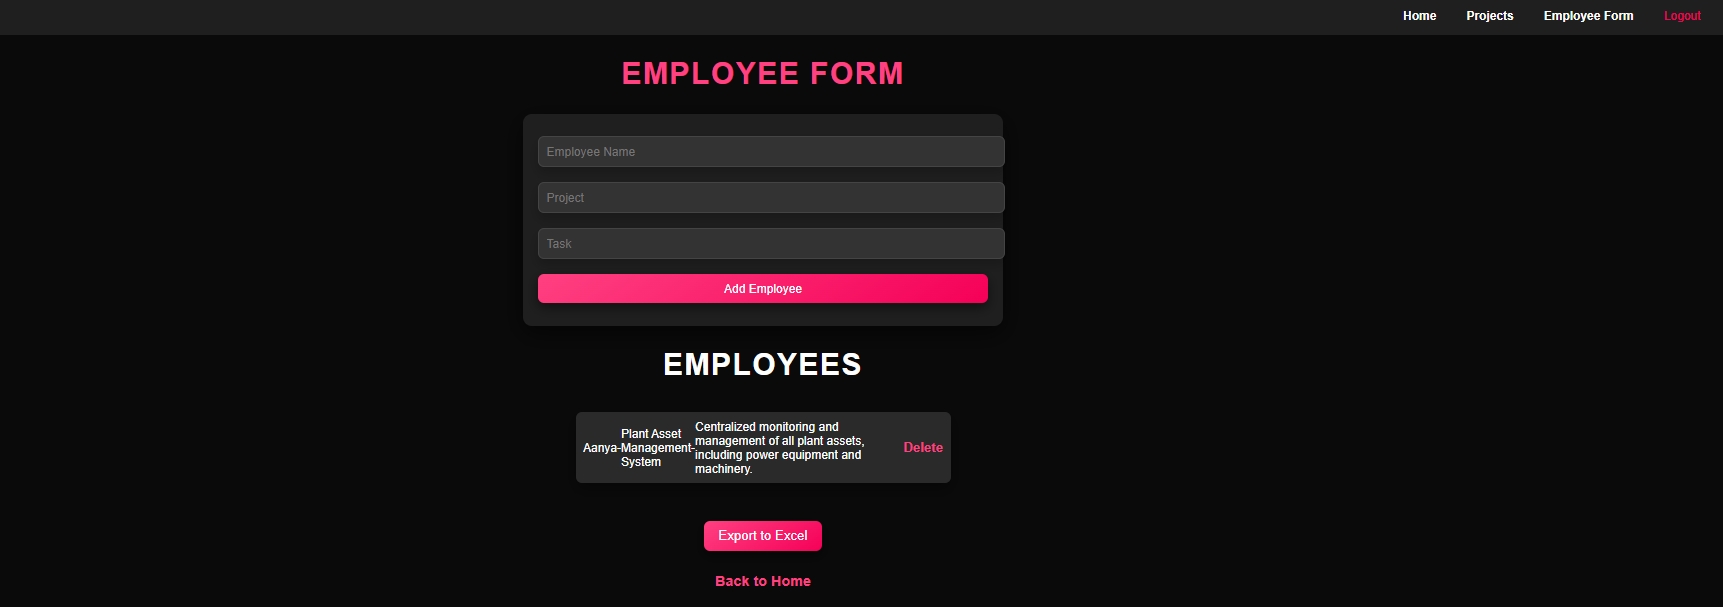 Home Projects Employee Form Logout
EMPLOYEE FORM
Employee Name
Project
Task
Add Employee
EMPLOYEES
Aanya-
Plant Asset
Management-
System
Centralized monitoring and
management of all plant assets,
including power equipment and
machinery.
Delete
Export to Excel
Back to Home